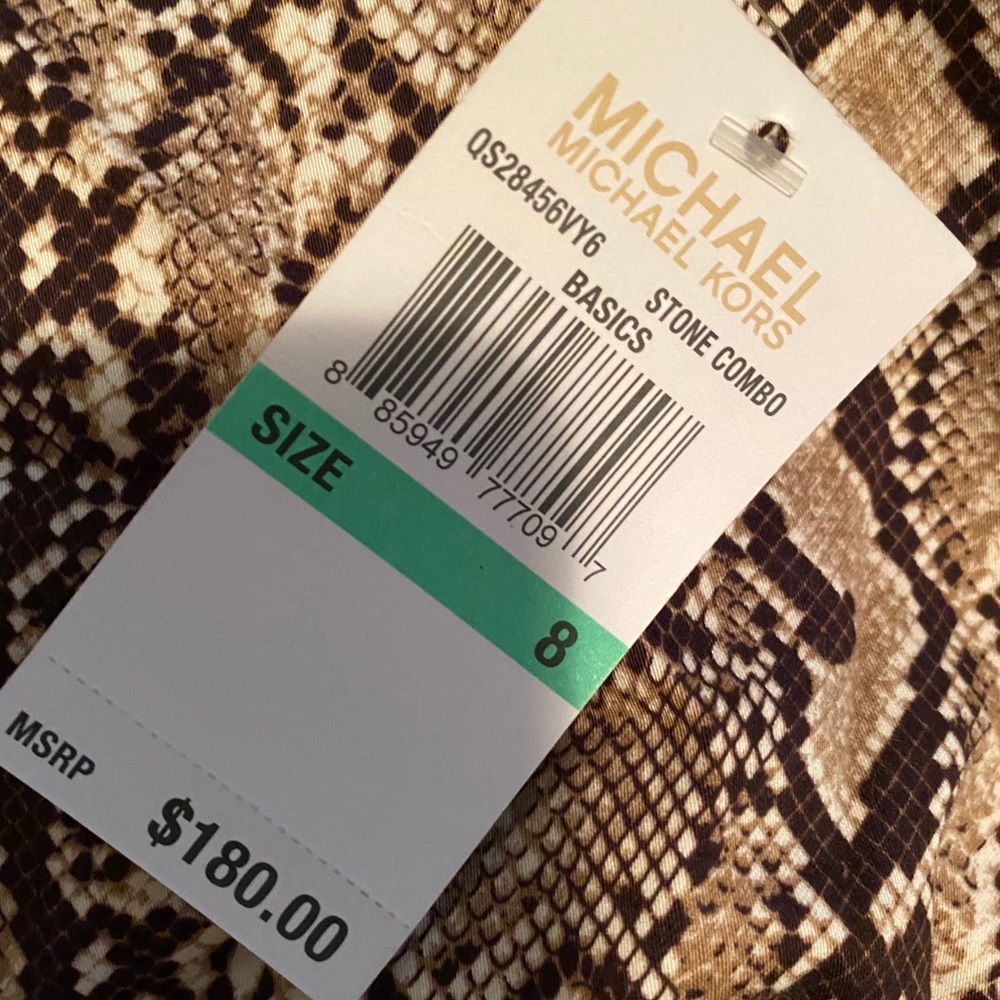 MICHAEL
MICHAEL KORS
QS28456VY6 STONE COMBO
BASICS
8 85949 77709 7
SIZE 8
MSRP
$180.00